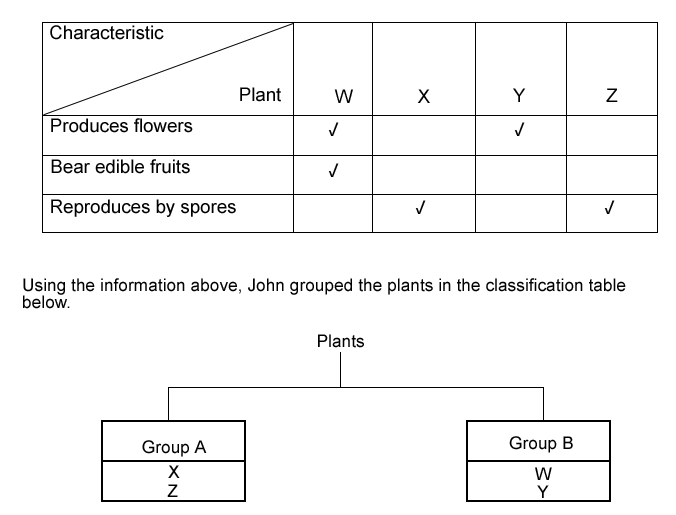 Characteristic
Plant W X Y Z
Produces flowers √ √
Bear edible fruits √
Reproduces by spores √ √
Using the information above, John grouped the plants in the classification table
below.
Plants
Group A
X
Z
Group B
W
Y